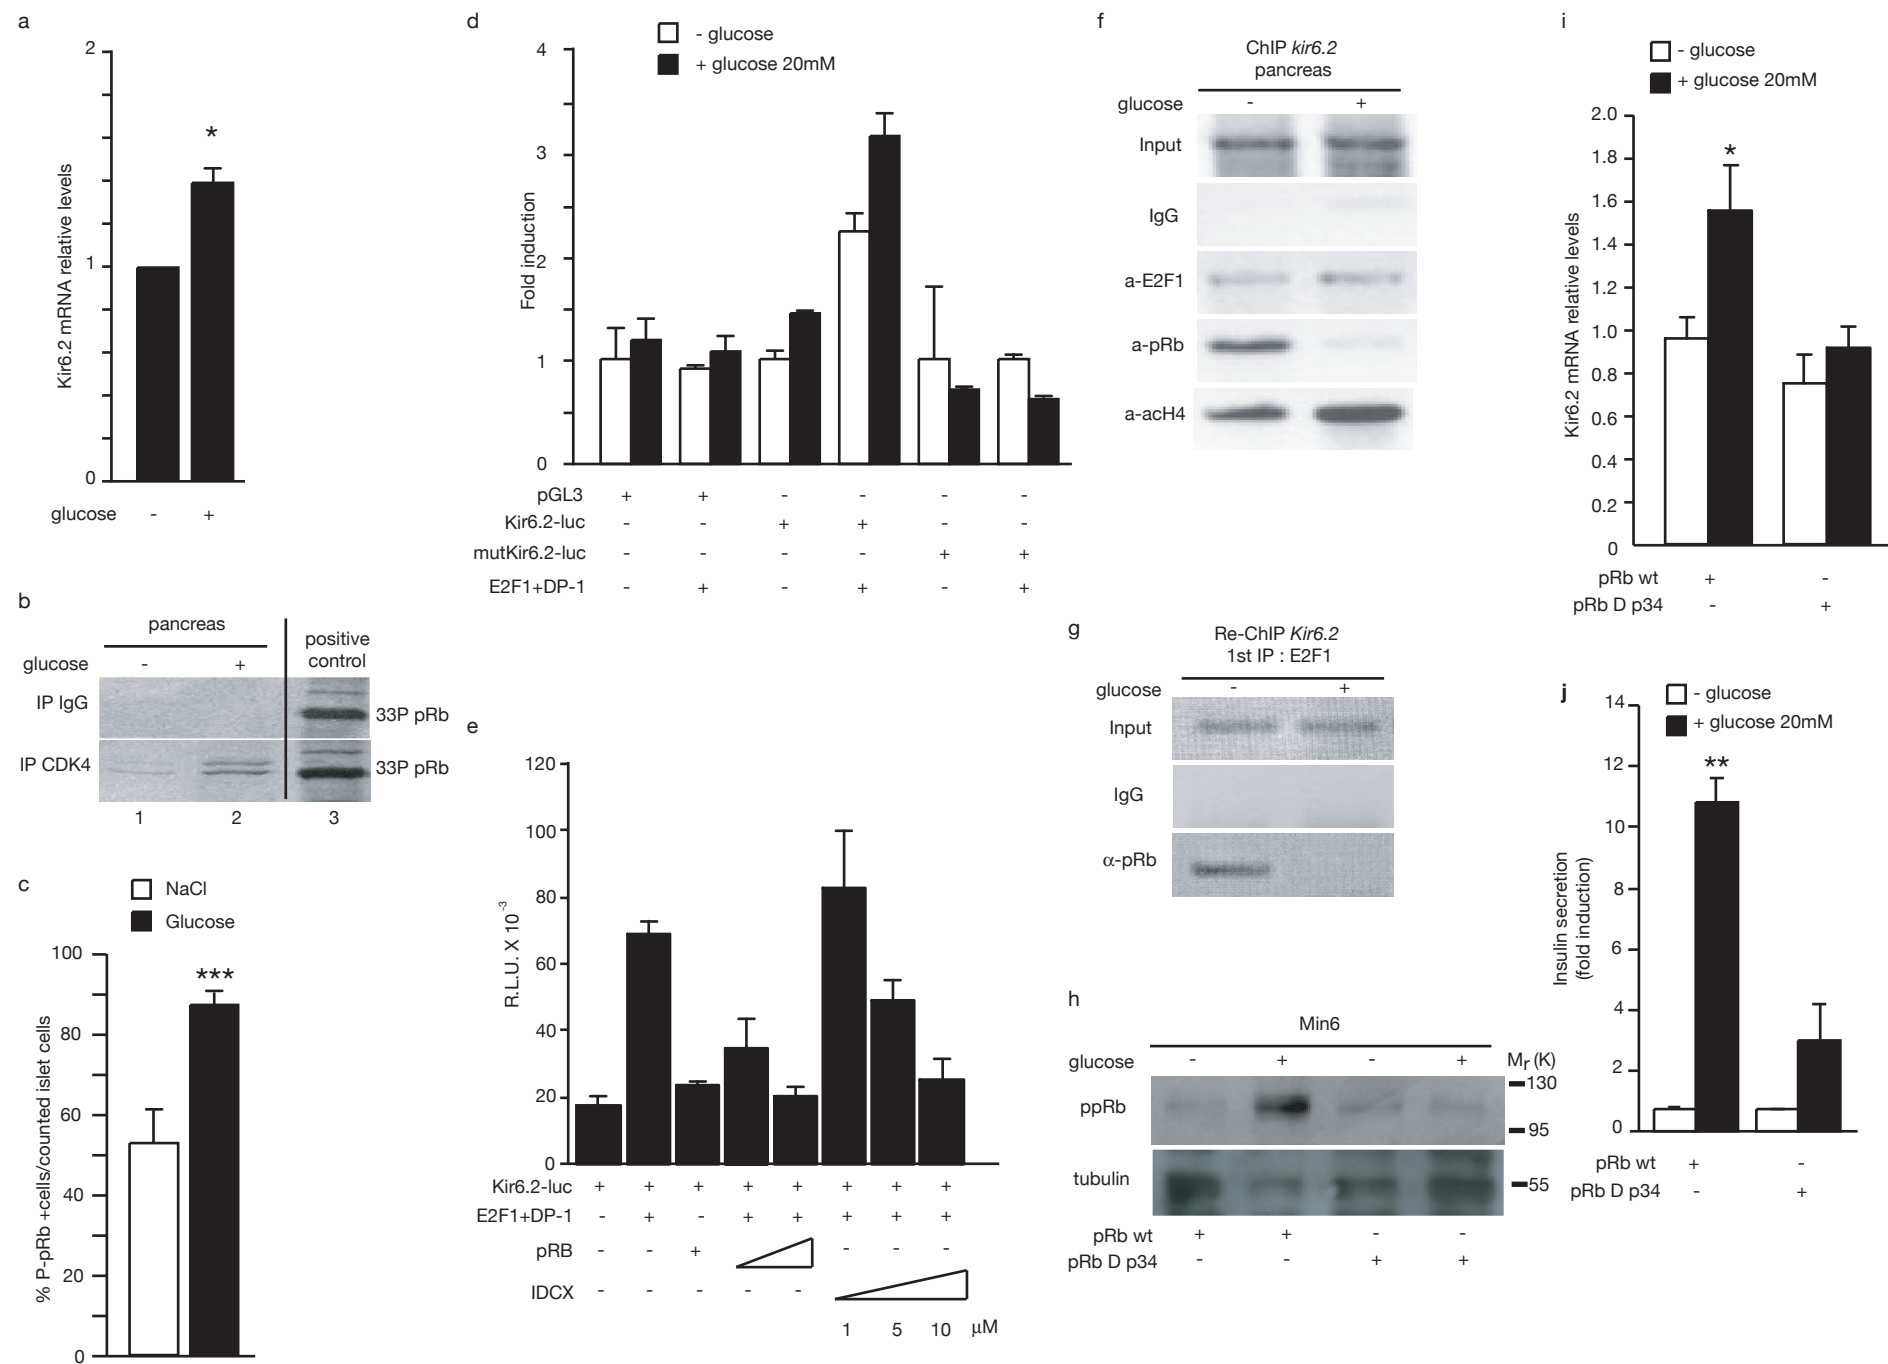 a
2
1
0
Kir6.2 mRNA relative levels
*
glucose - +
b
pancreas
positive
control
glucose - +
IP IgG
33P pRb
IP CDK4
33P pRb
1 2 3
c
NaCl
Glucose
100
80
60
40
20
0
% P-pRb +cells/counted islet cells
***
d
- glucose
+ glucose 20mM
4
3
2
1
0
Fold induction
pGL3 + + - - - -
Kir6.2-luc - - + + - -
mutKir6.2-luc - - - - + +
E2F1+DP-1 - + - + - +
e
120
100
80
60
40
20
0
R.L.U. X 10-3
Kir6.2-luc + + + + + + + +
E2F1+DP-1 - + - + + + + +
pRB - - + - - -
IDCX - - - - -
1 5 10 µM
f
ChIP kir6.2
pancreas
glucose - +
Input
IgG
a-E2F1
a-pRb
a-acH4
g
Re-ChIP Kir6.2
1st IP : E2F1
glucose - +
Input
IgG
α-pRb
h
Min6
glucose - + - + Mr (K)
130
ppRb
95
tubulin
55
pRb wt + + - -
pRb D p34 - - + +
i
- glucose
+ glucose 20mM
2.0
1.8
1.6
1.4
1.2
1.0
0.8
0.6
0.4
0.2
0
Kir6.2 mRNA relative levels
*
pRb wt + -
pRb D p34 - +
j
- glucose
+ glucose 20mM
14
12
10
8
6
4
2
0
Insulin secretion
(fold induction)
**
pRb wt + -
pRb D p34 - +